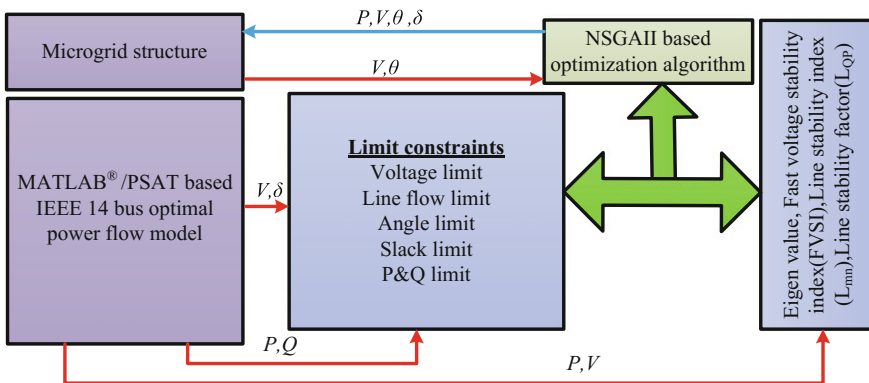 P,V,θ,δ
Microgrid structure
V,θ
NSGAII based
optimization algorithm
MATLAB® /PSAT based
IEEE 14 bus optimal
power flow model
V,δ
Limit constraints
Voltage limit
Line flow limit
Angle limit
Slack limit
P&Q limit
Eigen value, Fast voltage stability
index(FVSI),Line stability index
(Lmn),Line stability factor(LQP)
P,Q
P,V